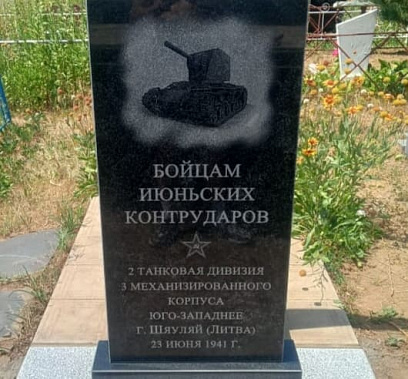 БОЙЦАМ
ИЮНЬСКИХ
КОНТРУДАРОВ
2 ТАНКОВАЯ ДИВИЗИЯ
3 МЕХАНИЗИРОВАННОГО
КОРПУСА
ЮГО-ЗАПАДНЕЕ
Г. ШЯУЛЯЙ (ЛИТВА)
23 ИЮНЯ 1941 Г.